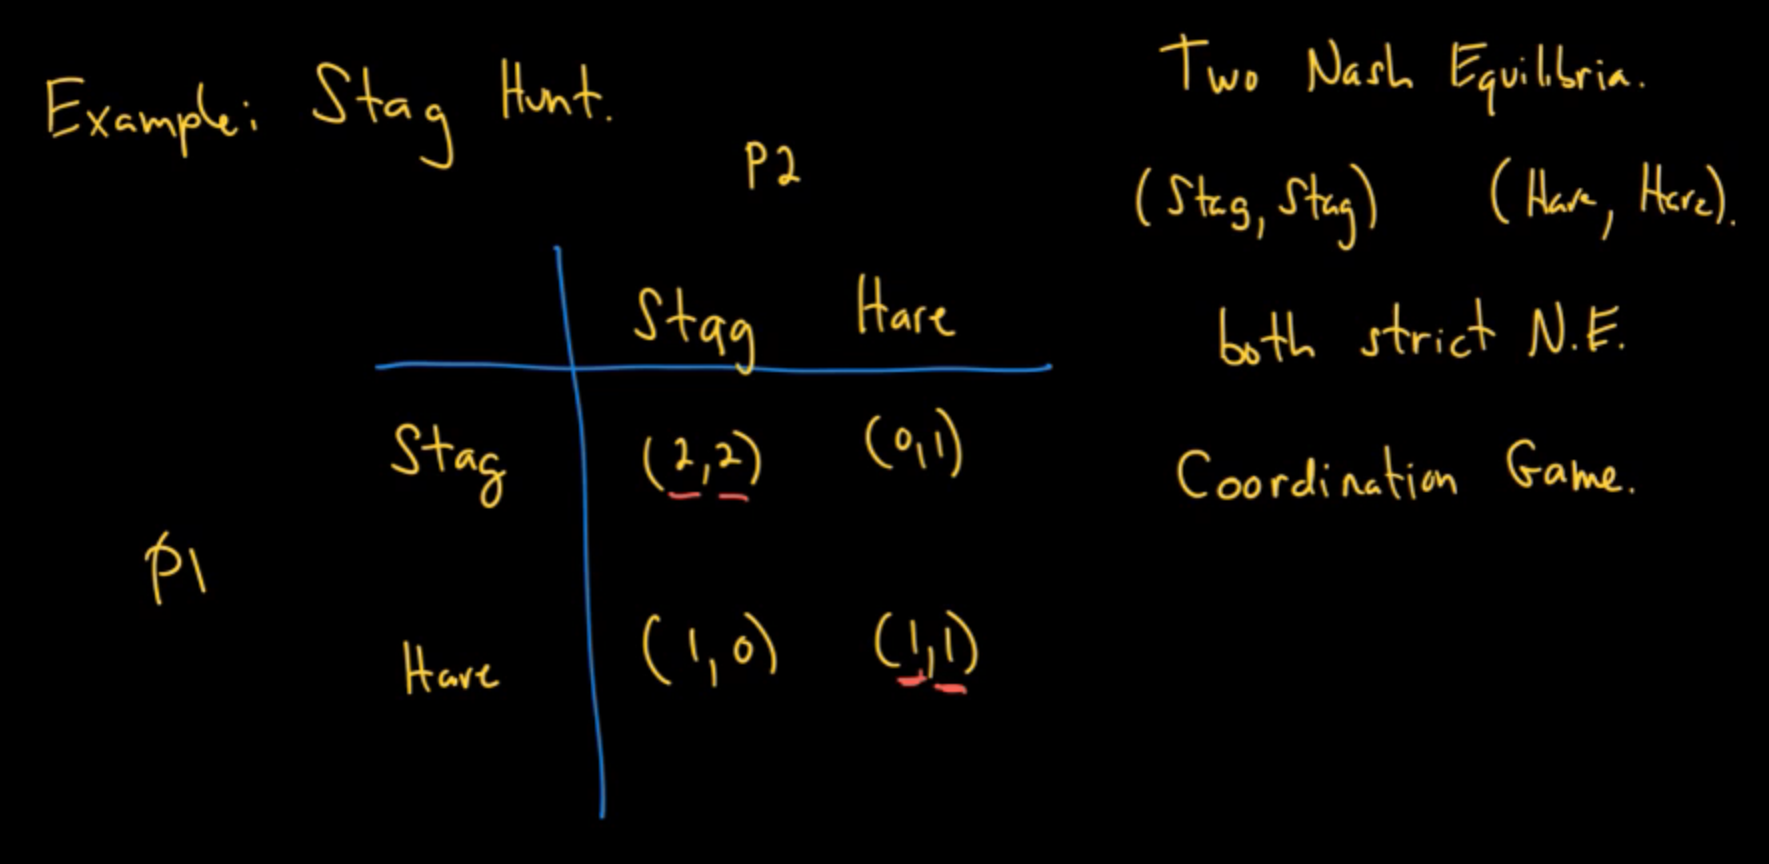 Example: Stag Hunt.
P2
Stag Hare
Stag (2,2) (0,1)
P1
Hare (1,0) (1,1)
Two Nash Equilibria.
(Stag, Stag) (Hare, Hare).
both strict N.E.
Coordination Game.